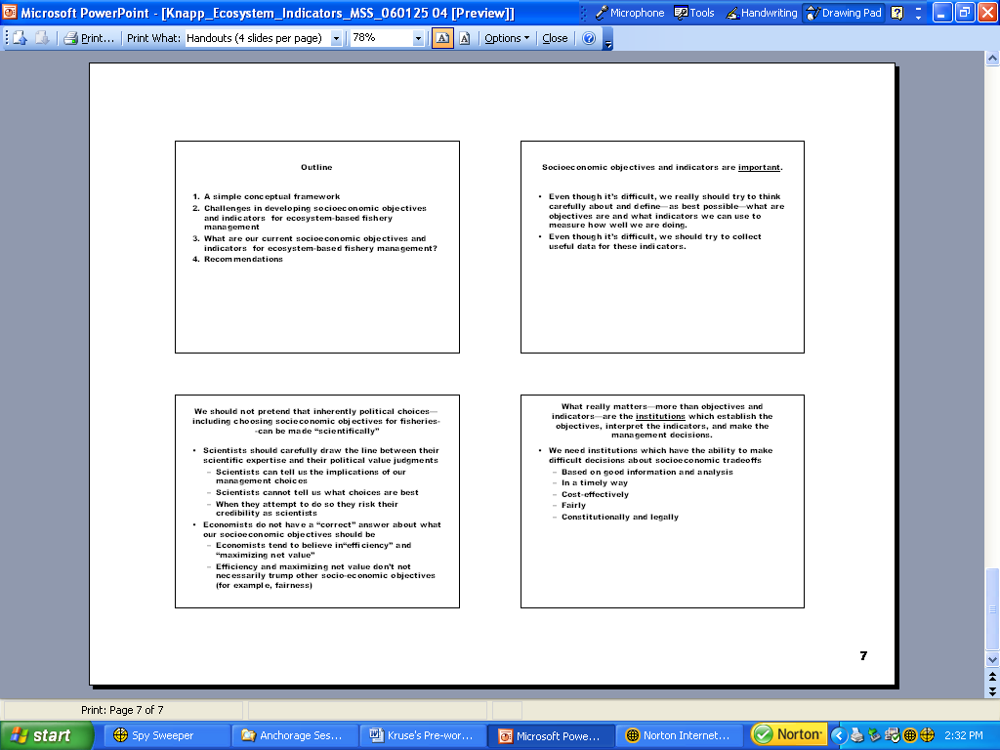 Microsoft PowerPoint - [Knapp_Ecosystem_Indicators_MSS_060125 04 [Preview]]
Microphone Tools Handwriting Drawing Pad
Print... Print What: Handouts (4 slides per page) 78% Options Close
Outline
1. A simple conceptual framework
2. Challenges in developing socioeconomic objectives
and indicators for ecosystem-based fishery
management
3. What are our current socioeconomic objectives and
indicators for ecosystem-based fishery management?
4. Recommendations
Socioeconomic objectives and indicators are important.
• Even though it's difficult, we really should try to think
carefully about and define—as best possible—what are
objectives are and what indicators we can use to
measure how well we are doing.
• Even though it's difficult, we should try to collect
useful data for these indicators.
We should not pretend that inherently political choices—
including choosing socieconomic objectives for fisheries-
-can be made “scientifically”
• Scientists should carefully draw the line between their
scientific expertise and their political value judgments
– Scientists can tell us the implications of our
management choices
– Scientists cannot tell us what choices are best
– When they attempt to do so they risk their
credibility as scientists
• Economists do not have a “correct” answer about what
our socioeconomic objectives should be
– Economists tend to believe in“efficiency” and
“maximizing net value”
– Efficiency and maximizing net value don't not
necessarily trump other socio-economic objectives
(for example, fairness)
What really matters—more than objectives and
indicators—are the institutions which establish the
objectives, interpret the indicators, and make the
management decisions.
• We need institutions which have the ability to make
difficult decisions about socioeconomic tradeoffs
– Based on good information and analysis
– In a timely way
– Cost-effectively
– Fairly
– Constitutionally and legally
7
Print: Page 7 of 7
start Spy Sweeper Anchorage Ses... Kruse's Pre-wor... Microsoft Powe... Norton Internet... Norton 2:32 PM